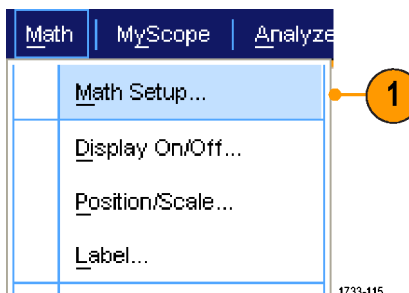 Math | MyScope | Analyze
Math Setup...
1
Display On/Off...
Position/Scale...
Label...
1733-115